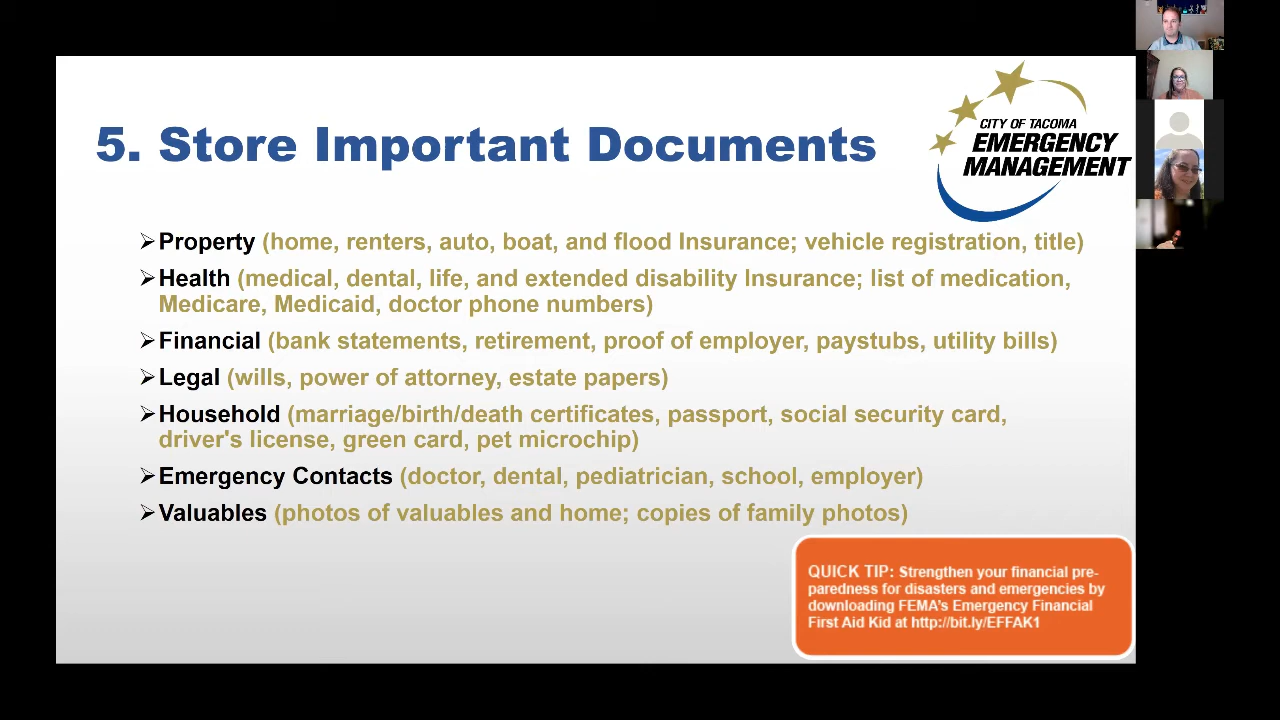 5. Store Important Documents
CITY OF TACOMA
EMERGENCY
MANAGEMENT
➢Property (home, renters, auto, boat, and flood Insurance; vehicle registration, title)
➢Health (medical, dental, life, and extended disability Insurance; list of medication,
Medicare, Medicaid, doctor phone numbers)
➢Financial (bank statements, retirement, proof of employer, paystubs, utility bills)
➢Legal (wills, power of attorney, estate papers)
➢Household (marriage/birth/death certificates, passport, social security card,
driver's license, green card, pet microchip)
➢Emergency Contacts (doctor, dental, pediatrician, school, employer)
➢Valuables (photos of valuables and home; copies of family photos)
QUICK TIP: Strengthen your financial pre-
paredness for disasters and emergencies by
downloading FEMA's Emergency Financial
First Aid Kid at http://bit.ly/EFFAK1